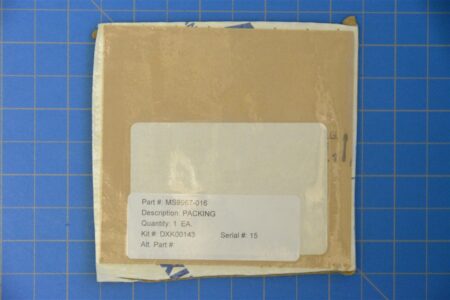 Part #: MS9967-016
Description: PACKING
Quantity: 1 EA.
Kit #: DXK00143 Serial #: 15
Alt. Part #: